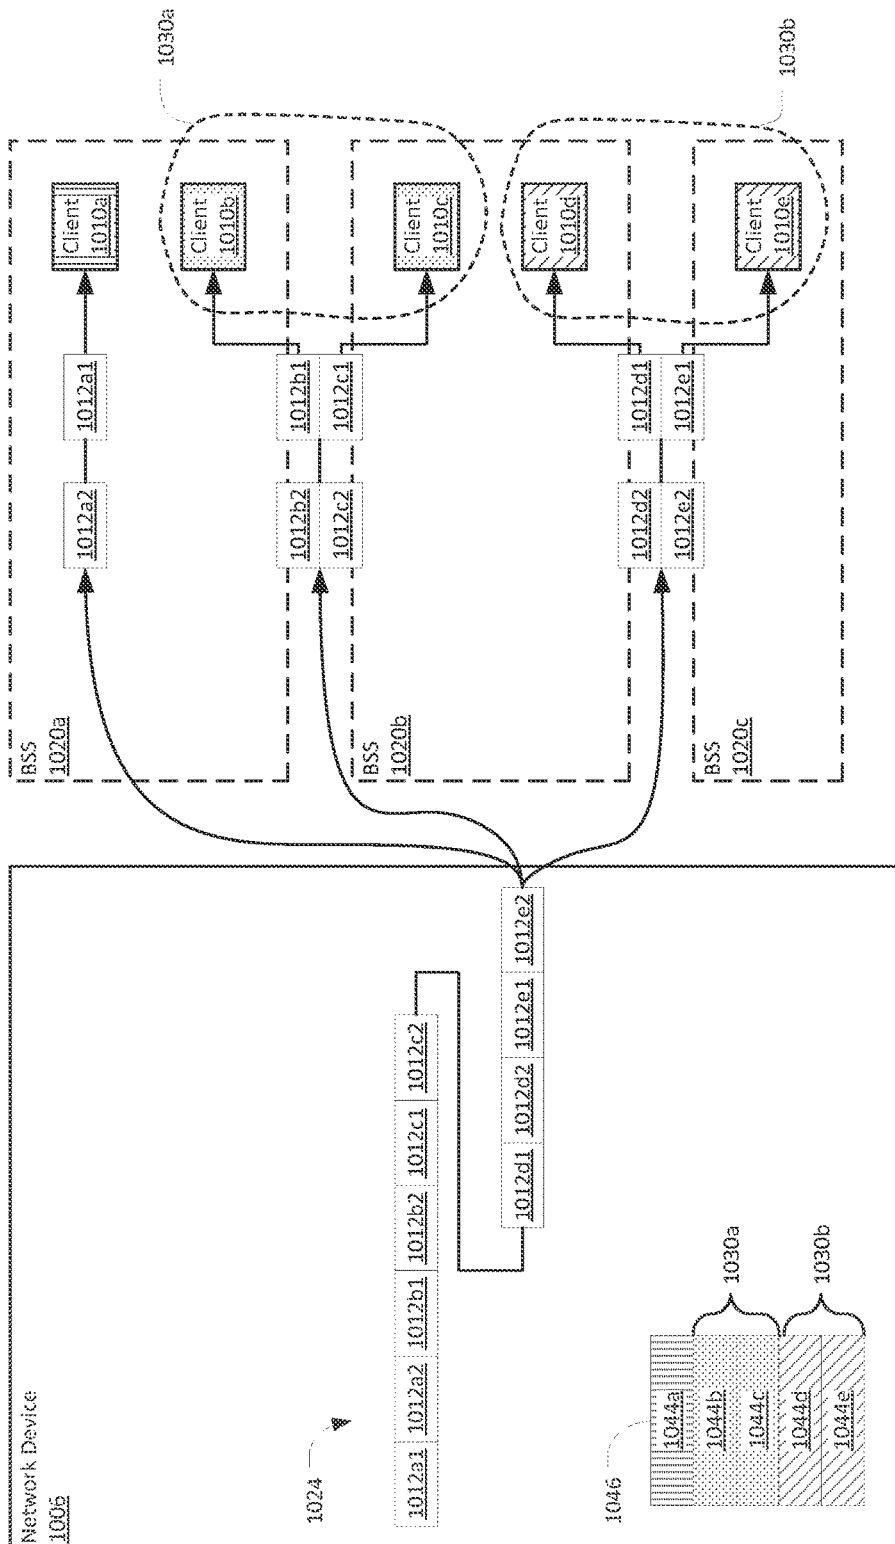 Network Device
1006
1024
1012a1 1012a2 1012b1 1012b2 1012c1 1012c2
1012d1 1012d2 1012e1 1012e2
1046
1044a
1044b
1044c
1044d
1044e
1030a
1030b
BSS
1020a
1012a2 1012a1
Client
1010a
Client
1010b
1012b2 1012b1
1012c2 1012c1
BSS
1020b
Client
1010c
Client
1010d
1012d2 1012d1
1012e2 1012e1
BSS
1020c
Client
1010e
1030a
1030b